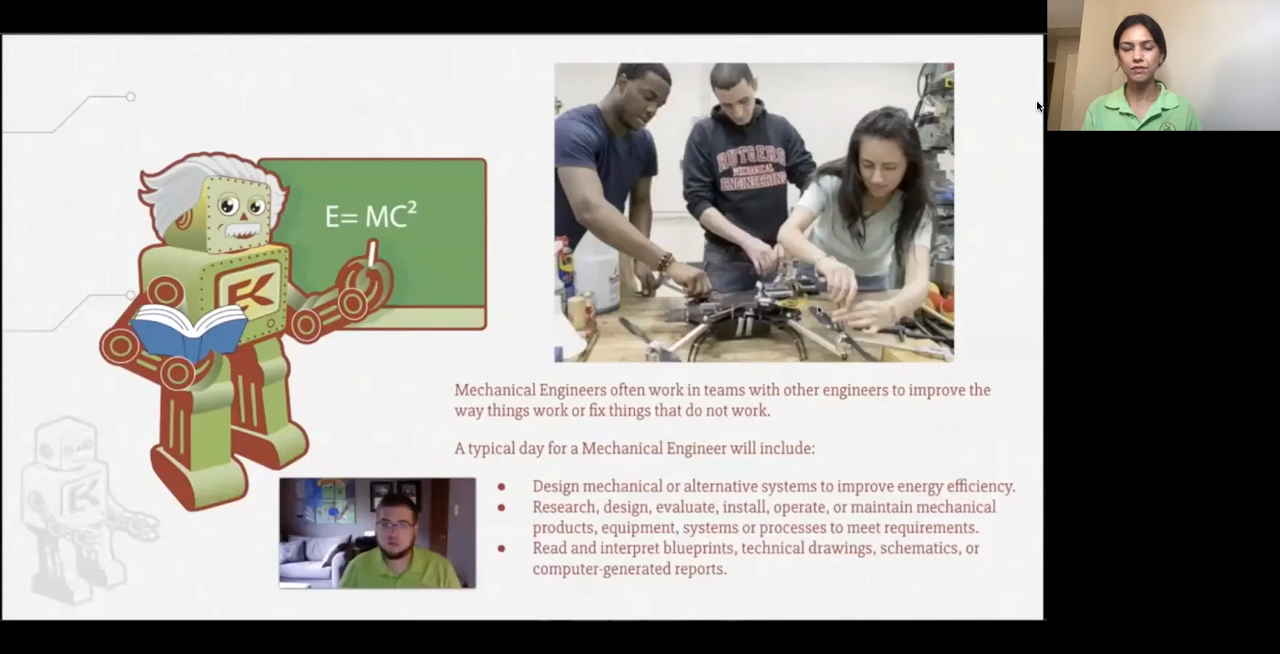 E= MC²
EK
RUTGERS
MECHANICAL
ENGINEERING
Mechanical Engineers often work in teams with other engineers to improve the
way things work or fix things that do not work.
A typical day for a Mechanical Engineer will include:
● Design mechanical or alternative systems to improve energy efficiency.
● Research, design, evaluate, install, operate, or maintain mechanical
products, equipment, systems or processes to meet requirements.
● Read and interpret blueprints, technical drawings, schematics, or
computer-generated reports.